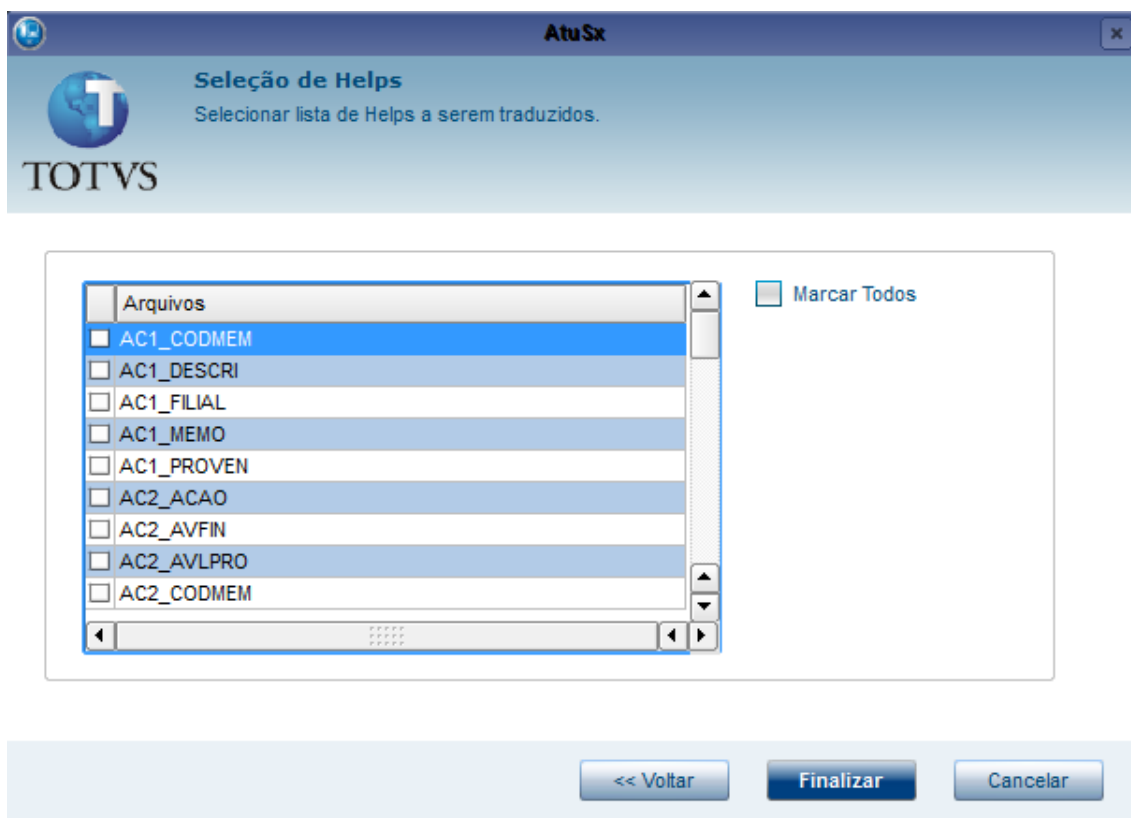 AtuSx
Seleção de Helps
Selecionar lista de Helps a serem traduzidos.
T
TOTVS
Arquivos
Marcar Todos
AC1_CODMEM
AC1_DESCRI
AC1_FILIAL
AC1_MEMO
AC1_PROVEN
AC2_ACAO
AC2_AVFIN
AC2_AVLPRO
AC2_CODMEM
<< Voltar
Finalizar
Cancelar